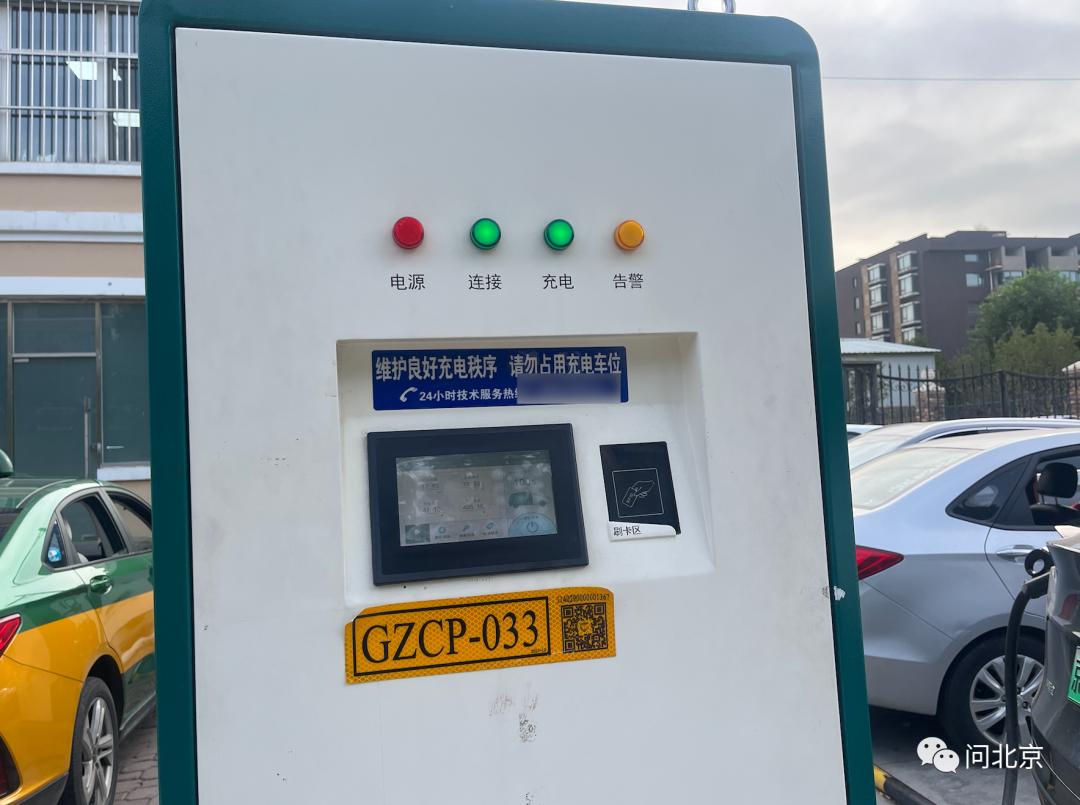 电源
连接
充电
告警
维护良好充电秩序 请勿占用充电车位
24小时技术服务热线
刷卡区
GZCP-033
问北京